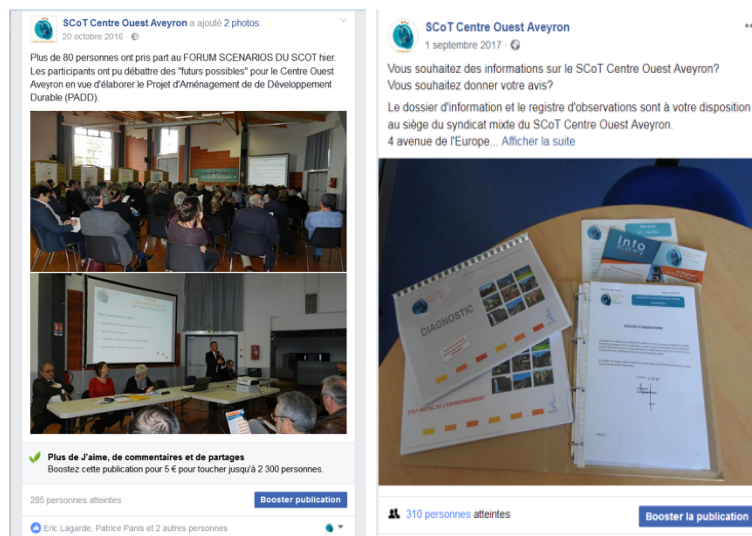 SCoT Centre Ouest Aveyron a ajouté 2 photos.
20 octobre 2016
Plus de 80 personnes ont pris part au FORUM SCENARIOS DU SCOT hier.
Les participants ont pu débattre des "futurs possibles" pour le Centre Ouest
Aveyron en vue d'élaborer le Projet d'Aménagement de de Développement
Durable (PADD).
Plus de J'aime, de commentaires et de partages
Boostez cette publication pour 5 € pour toucher jusqu'à 2 300 personnes.
285 personnes atteintes
Booster publication
Eric Lagarde, Patrice Panis et 2 autres personnes
SCoT Centre Ouest Aveyron
1 septembre 2017
Vous souhaitez des informations sur le SCoT Centre Ouest Aveyron?
Vous souhaitez donner votre avis?
Le dossier d'information et le registre d'observations sont à votre disposition
au siège du syndicat mixte du SCoT Centre Ouest Aveyron.
4 avenue de l'Europe... Afficher la suite
Info
DIAGNOSTIC
ETAT INITIAL DE L'ENVIRONNEMENT
310 personnes atteintes
Booster la publication